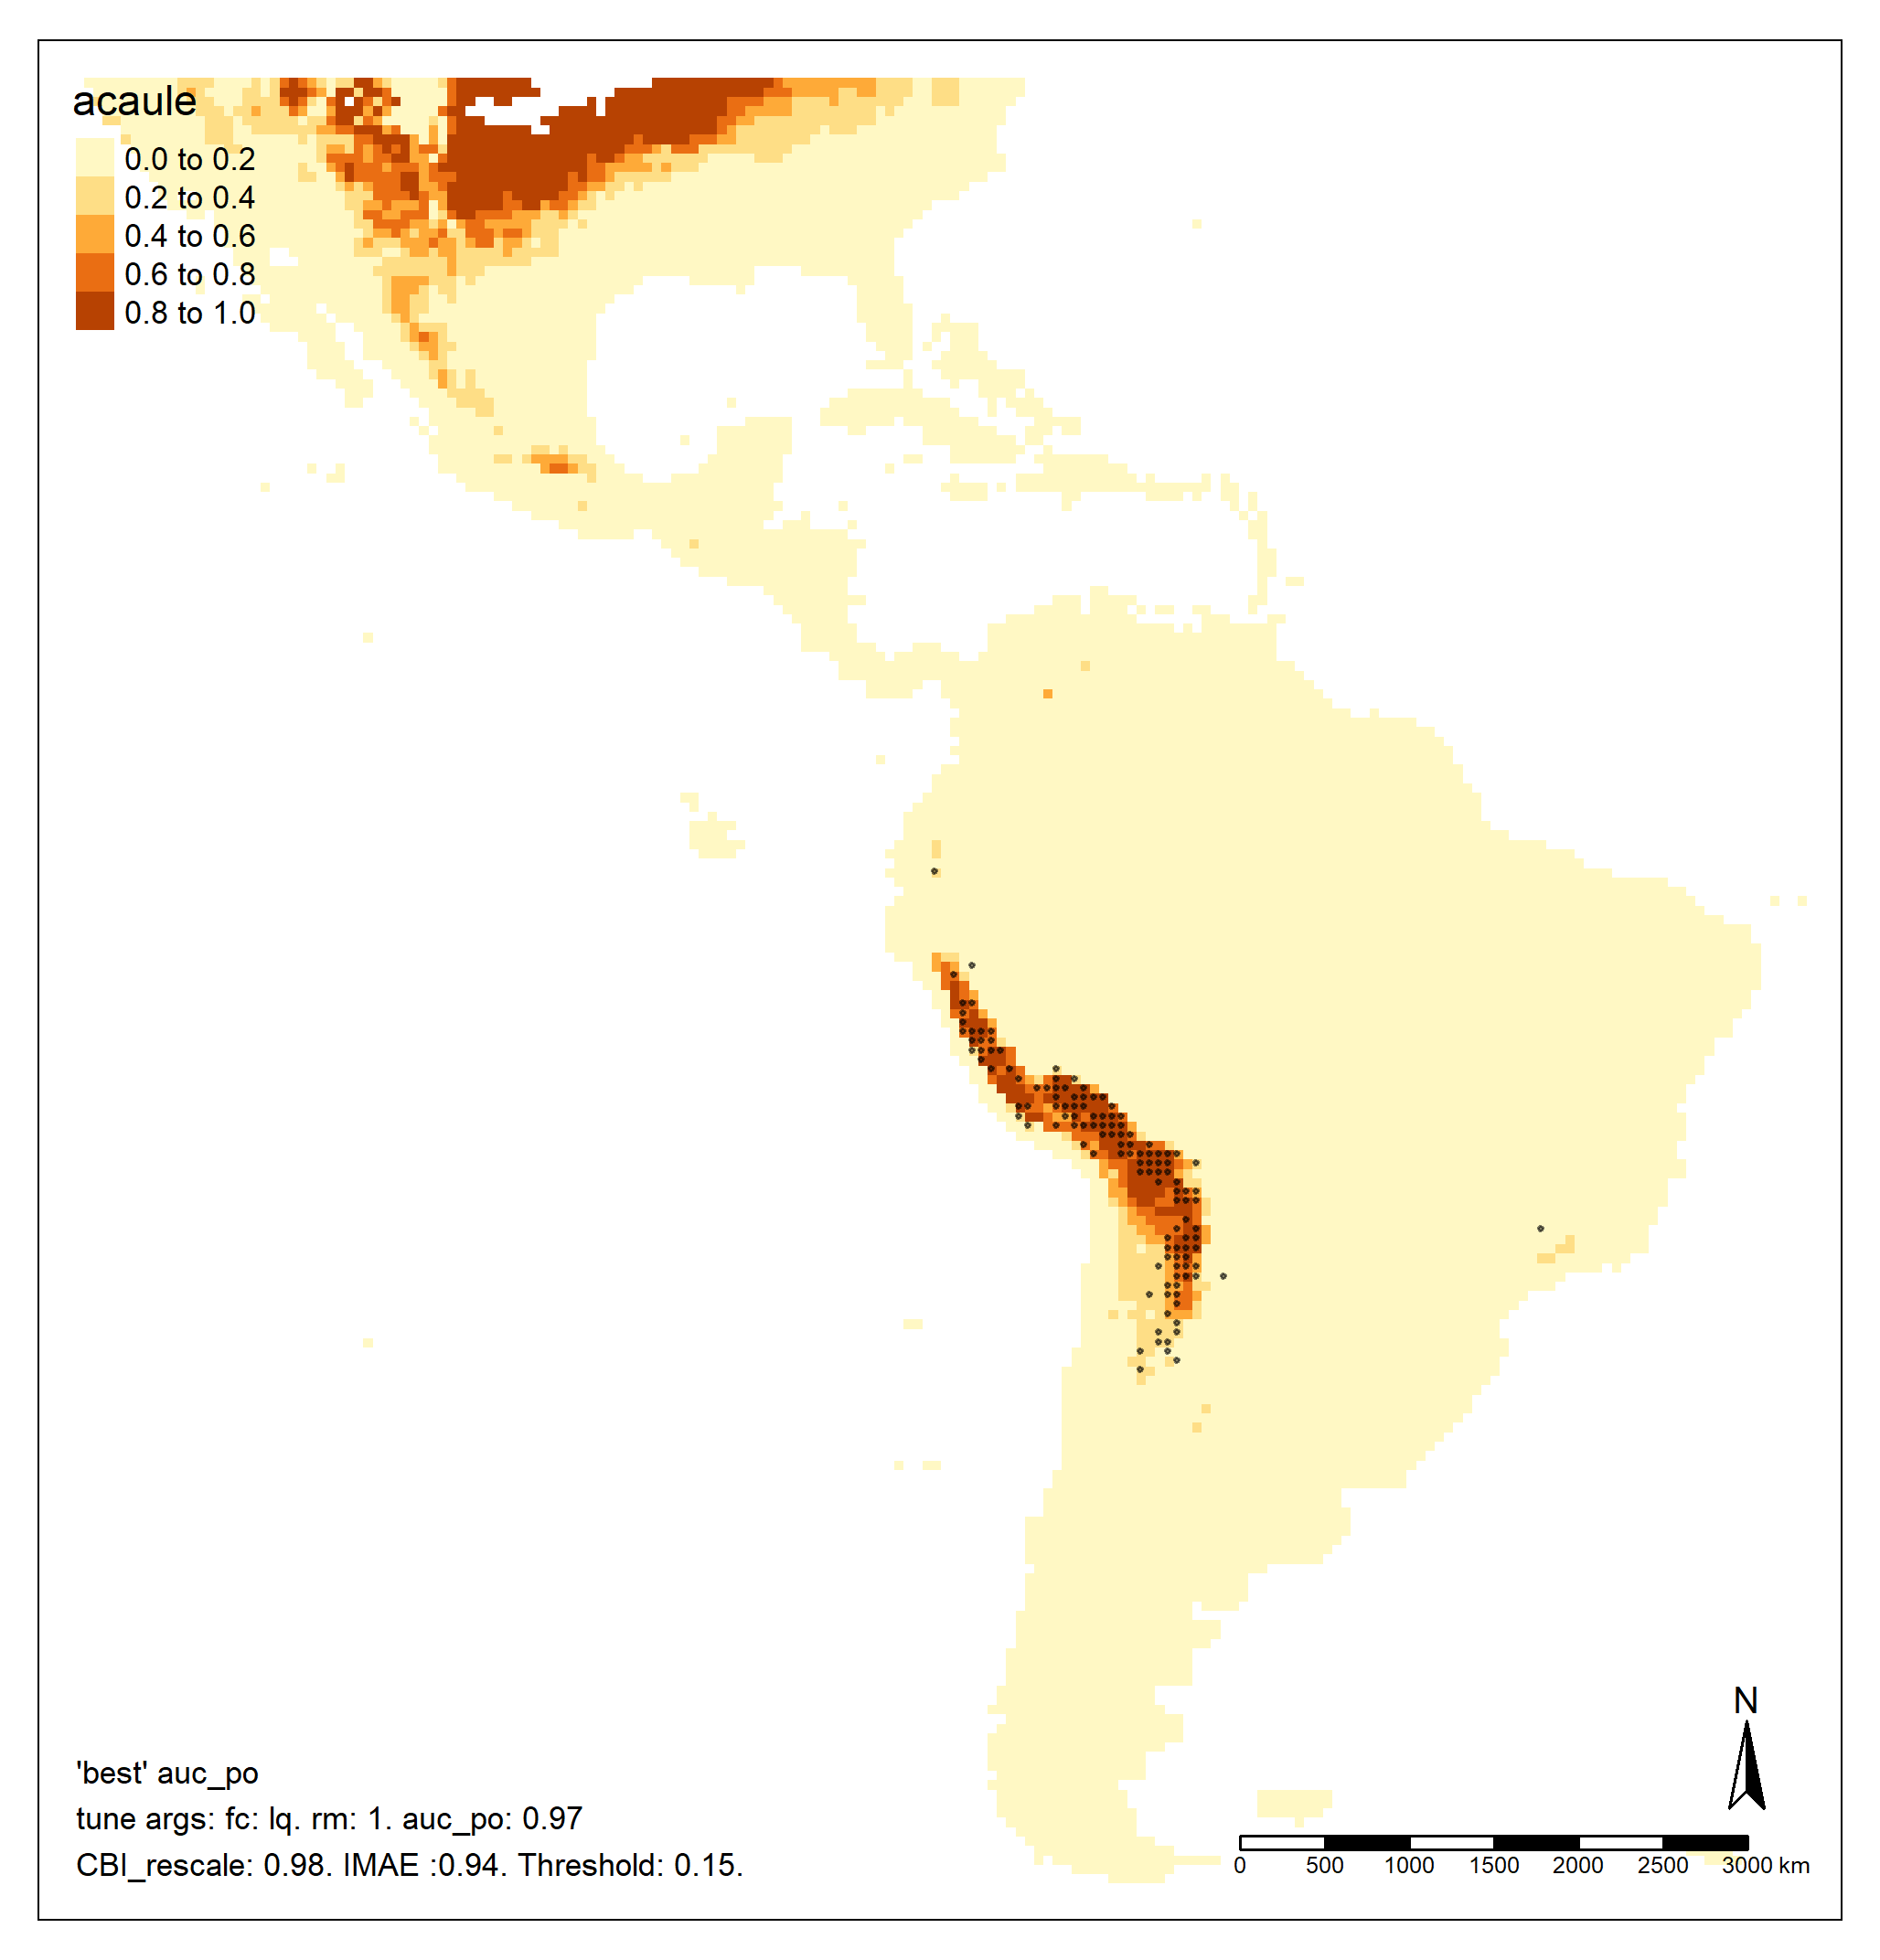 acaule
0.0 to 0.2
0.2 to 0.4
0.4 to 0.6
0.6 to 0.8
0.8 to 1.0
N
'best' auc_po
tune args: fc: lq. rm: 1. auc_po: 0.97
CBI_rescale: 0.98. IMAE :0.94. Threshold: 0.15.
0 500 1000 1500 2000 2500 3000 km